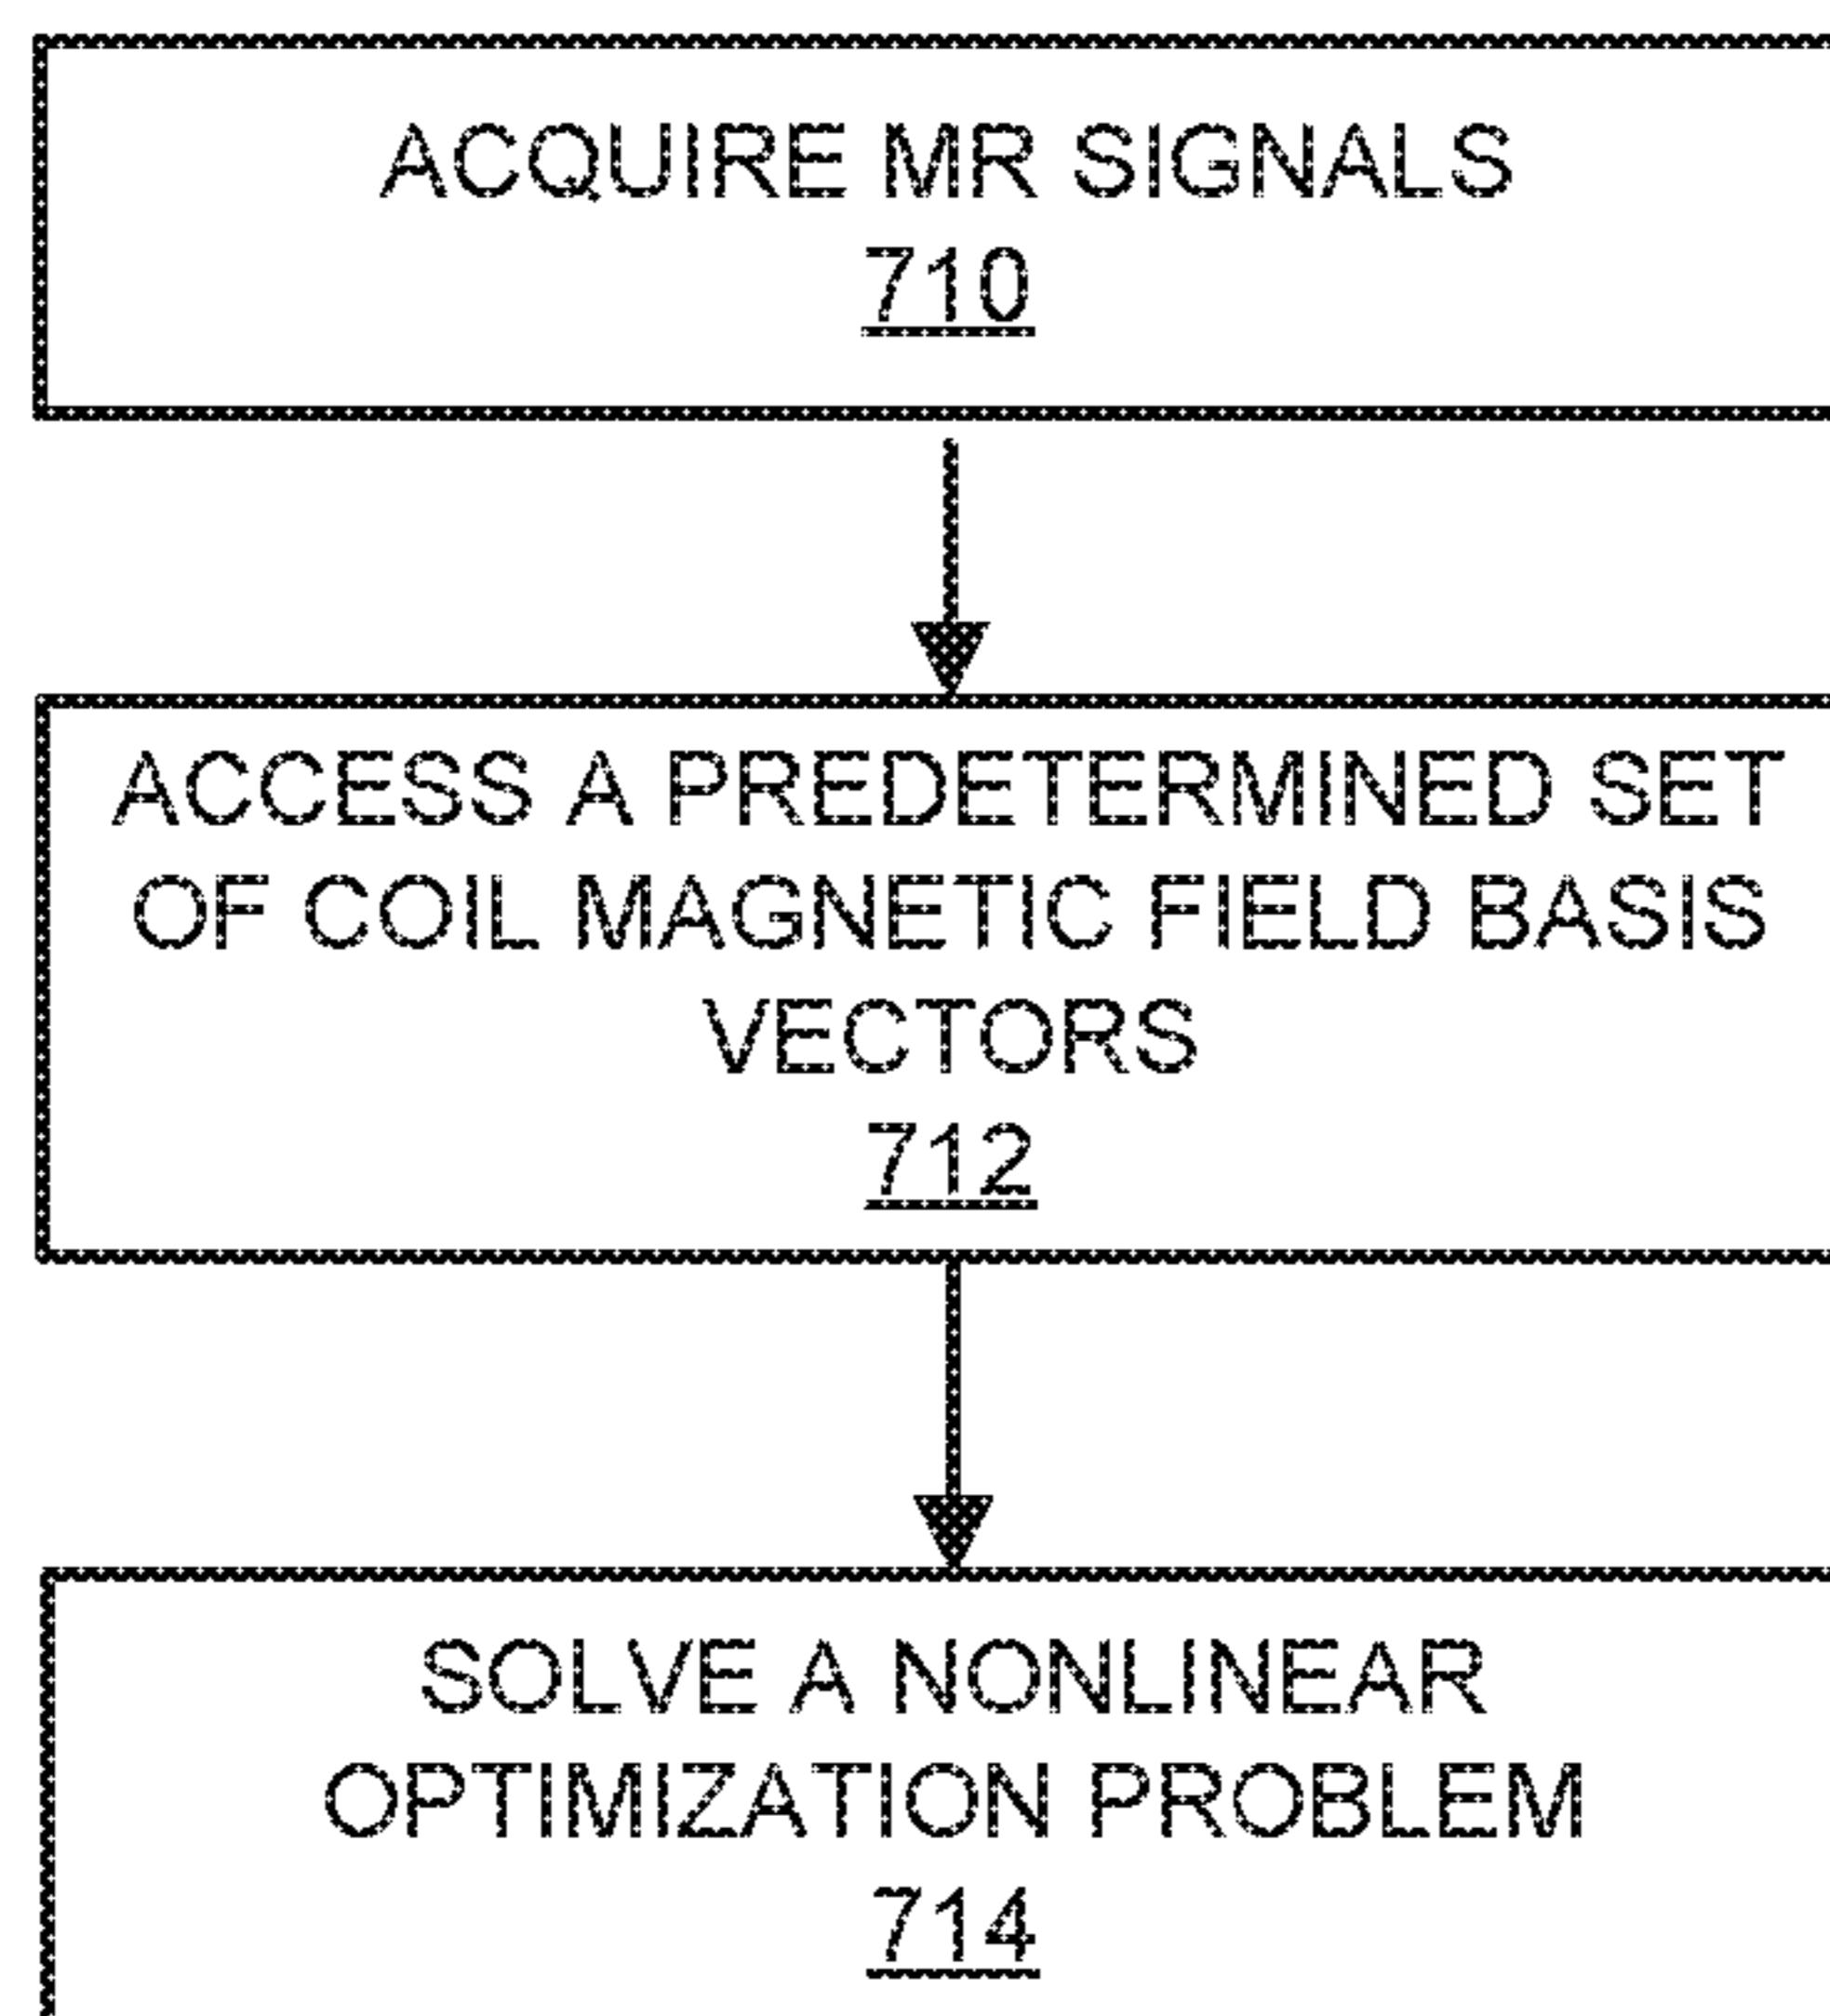 ACQUIRE MR SIGNALS
710
ACCESS A PREDETERMINED SET
OF COIL MAGNETIC FIELD BASIS
VECTORS
712
SOLVE A NONLINEAR
OPTIMIZATION PROBLEM
714